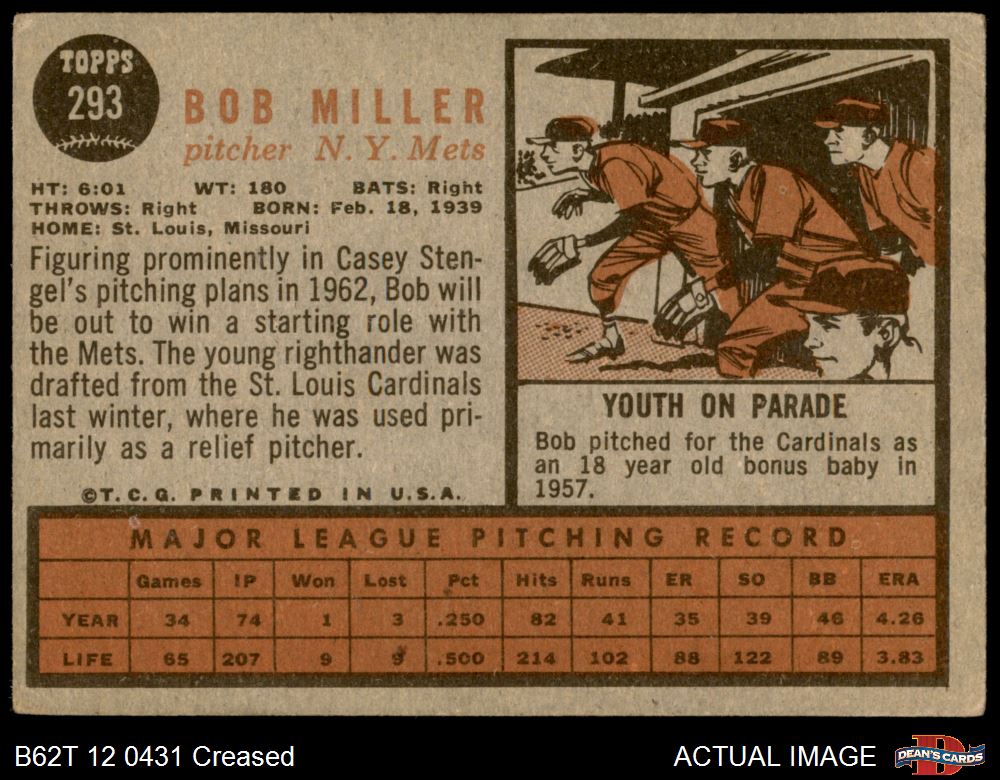 TOPPS
293
BOB MILLER
pitcher N. Y. Mets
HT: 6:01 WT: 180 BATS: Right
THROWS: Right BORN: Feb. 18, 1939
HOME: St. Louis, Missouri
Figuring prominently in Casey Sten-
gel's pitching plans in 1962, Bob will
be out to win a starting role with
the Mets. The young righthander was
drafted from the St. Louis Cardinals
last winter, where he was used pri-
marily as a relief pitcher.
©T.C.G. PRINTED IN U.S.A.
YOUTH ON PARADE
Bob pitched for the Cardinals as
an 18 year old bonus baby in
1957.
MAJOR LEAGUE PITCHING RECORD
Games IP Won Lost Pct Hits Runs ER SO BB ERA
YEAR 34 74 1 3 .250 82 41 35 39 46 4.26
LIFE 65 207 9 9 .500 214 102 88 122 89 3.83
B62T 12 0431 Creased
ACTUAL IMAGE
DEAN'S CARDS